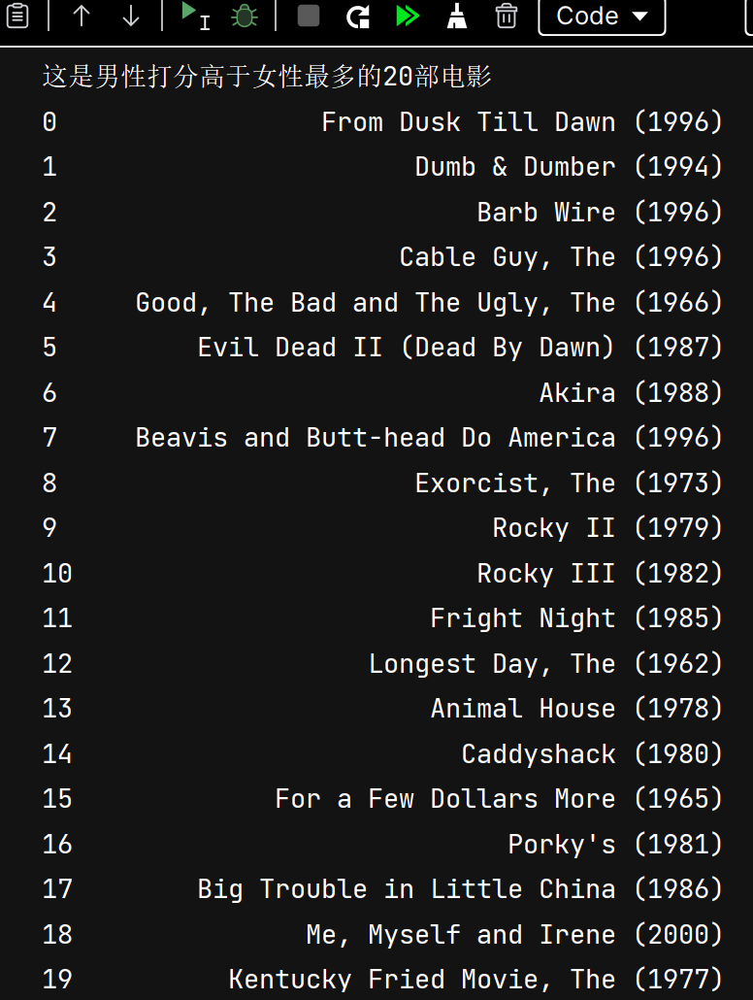 Code
这是男性打分高于女性最多的20部电影
0 From Dusk Till Dawn (1996)
1 Dumb & Dumber (1994)
2 Barb Wire (1996)
3 Cable Guy, The (1996)
4 Good, The Bad and The Ugly, The (1966)
5 Evil Dead II (Dead By Dawn) (1987)
6 Akira (1988)
7 Beavis and Butt-head Do America (1996)
8 Exorcist, The (1973)
9 Rocky II (1979)
10 Rocky III (1982)
11 Fright Night (1985)
12 Longest Day, The (1962)
13 Animal House (1978)
14 Caddyshack (1980)
15 For a Few Dollars More (1965)
16 Porky's (1981)
17 Big Trouble in Little China (1986)
18 Me, Myself and Irene (2000)
19 Kentucky Fried Movie, The (1977)